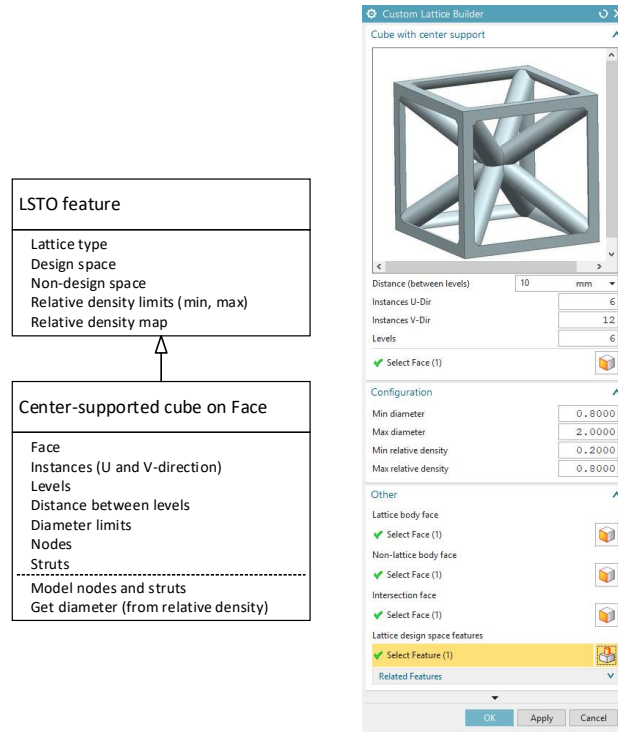 LSTO feature
Lattice type
Design space
Non-design space
Relative density limits (min, max)
Relative density map
Center-supported cube on Face
Face
Instances (U and V-direction)
Levels
Distance between levels
Diameter limits
Nodes
Struts
Model nodes and struts
Get diameter (from relative density)
Custom Lattice Builder
Cube with center support
Distance (between levels) 10 mm
Instances U-Dir 6
Instances V-Dir 12
Levels 6
Select Face (1)
Configuration
Min diameter 0.8000
Max diameter 2.0000
Min relative density 0.2000
Max relative density 0.8000
Other
Lattice body face
Select Face (1)
Non-lattice body face
Select Face (1)
Intersection face
Select Face (1)
Lattice design space features
Select Feature (1)
Related Features
OK Apply Cancel